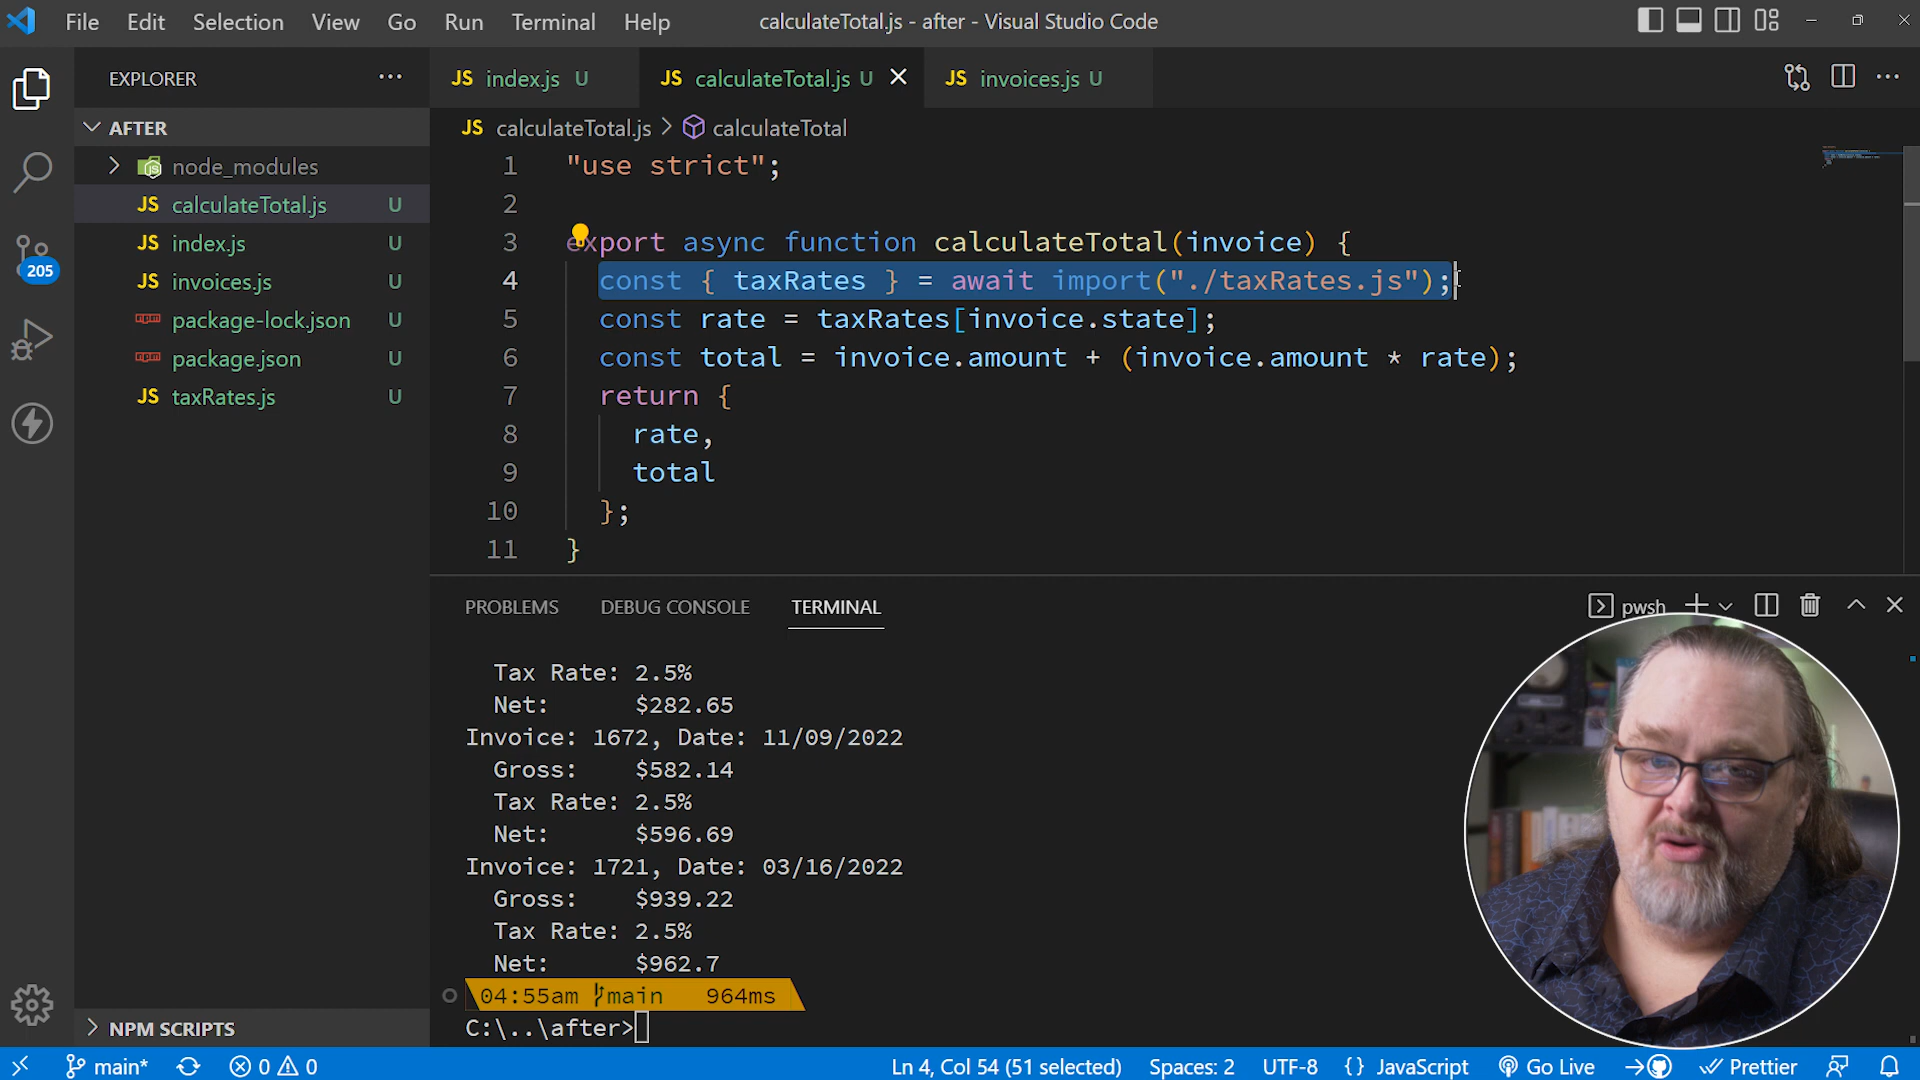 File Edit Selection View Go Run Terminal Help
calculateTotal.js - after - Visual Studio Code
EXPLORER
JS index.js U
JS calculateTotal.js U
JS invoices.js U
AFTER
node_modules
JS calculateTotal.js U
JS index.js U
JS invoices.js U
package-lock.json U
package.json U
JS taxRates.js U
205
NPM SCRIPTS
JS calculateTotal.js > calculateTotal
1 "use strict";
2
3 export async function calculateTotal(invoice) {
4 const { taxRates } = await import("./taxRates.js");
5 const rate = taxRates[invoice.state];
6 const total = invoice.amount + (invoice.amount * rate);
7 return {
8 rate,
9 total
10 };
11 }
PROBLEMS DEBUG CONSOLE TERMINAL
pwsh
Tax Rate: 2.5%
Net: $282.65
Invoice: 1672, Date: 11/09/2022
Gross: $582.14
Tax Rate: 2.5%
Net: $596.69
Invoice: 1721, Date: 03/16/2022
Gross: $939.22
Tax Rate: 2.5%
Net: $962.7
04:55am main 964ms
C:\..\after>
main* 0 0
Ln 4, Col 54 (51 selected) Spaces: 2 UTF-8 {} JavaScript Go Live Prettier